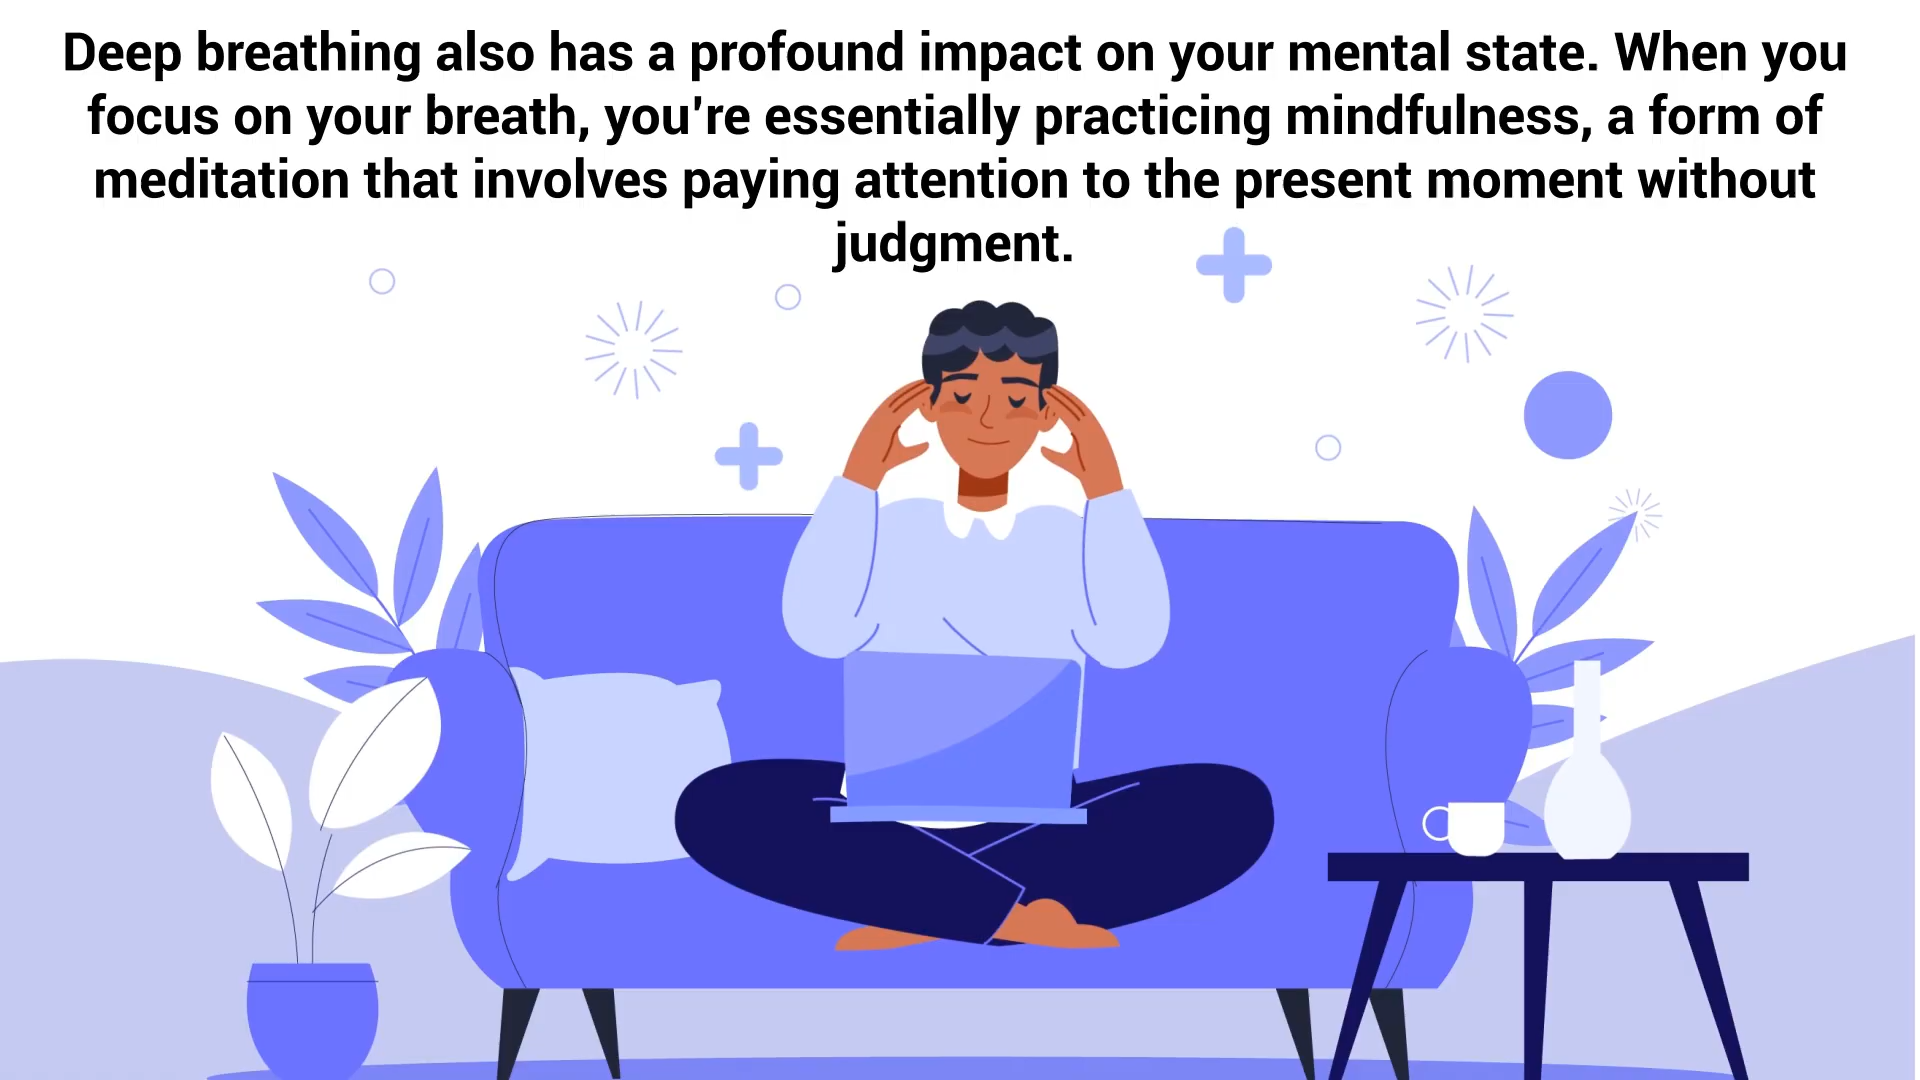 Deep breathing also has a profound impact on your mental state. When you
focus on your breath, you're essentially practicing mindfulness, a form of
meditation that involves paying attention to the present moment without
judgment.